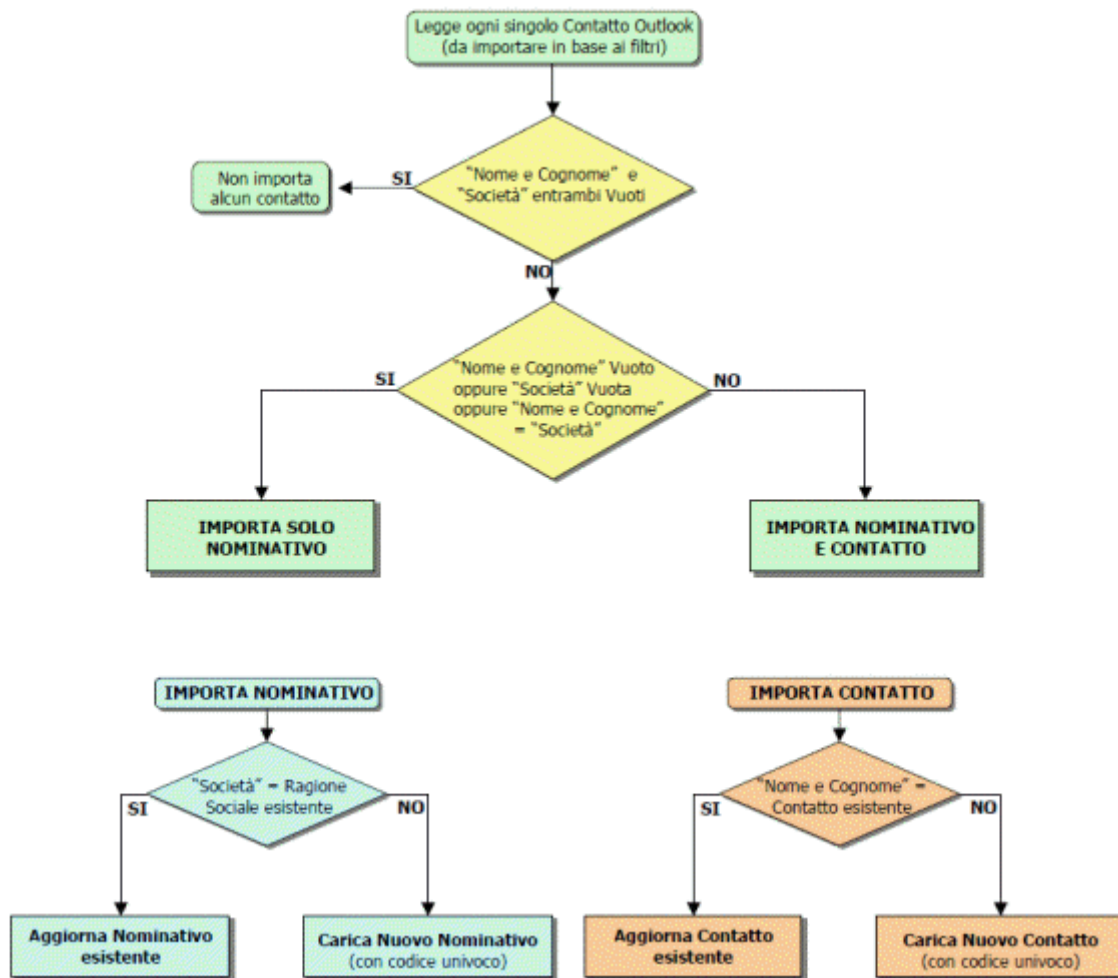 Legge ogni singolo Contatto Outlook
(da importare in base ai filtri)
"Nome e Cognome" e
"Società" entrambi Vuoti
SI
Non importa
alcun contatto
NO
"Nome e Cognome" Vuoto
oppure "Società" Vuota
oppure "Nome e Cognome"
= "Società"
SI
NO
IMPORTA SOLO
NOMINATIVO
IMPORTA NOMINATIVO
E CONTATTO
IMPORTA NOMINATIVO
"Società" = Ragione
Sociale esistente
SI
NO
Aggiorna Nominativo
esistente
Carica Nuovo Nominativo
(con codice univoco)
IMPORTA CONTATTO
"Nome e Cognome" =
Contatto esistente
SI
NO
Aggiorna Contatto
esistente
Carica Nuovo Contatto
(con codice univoco)